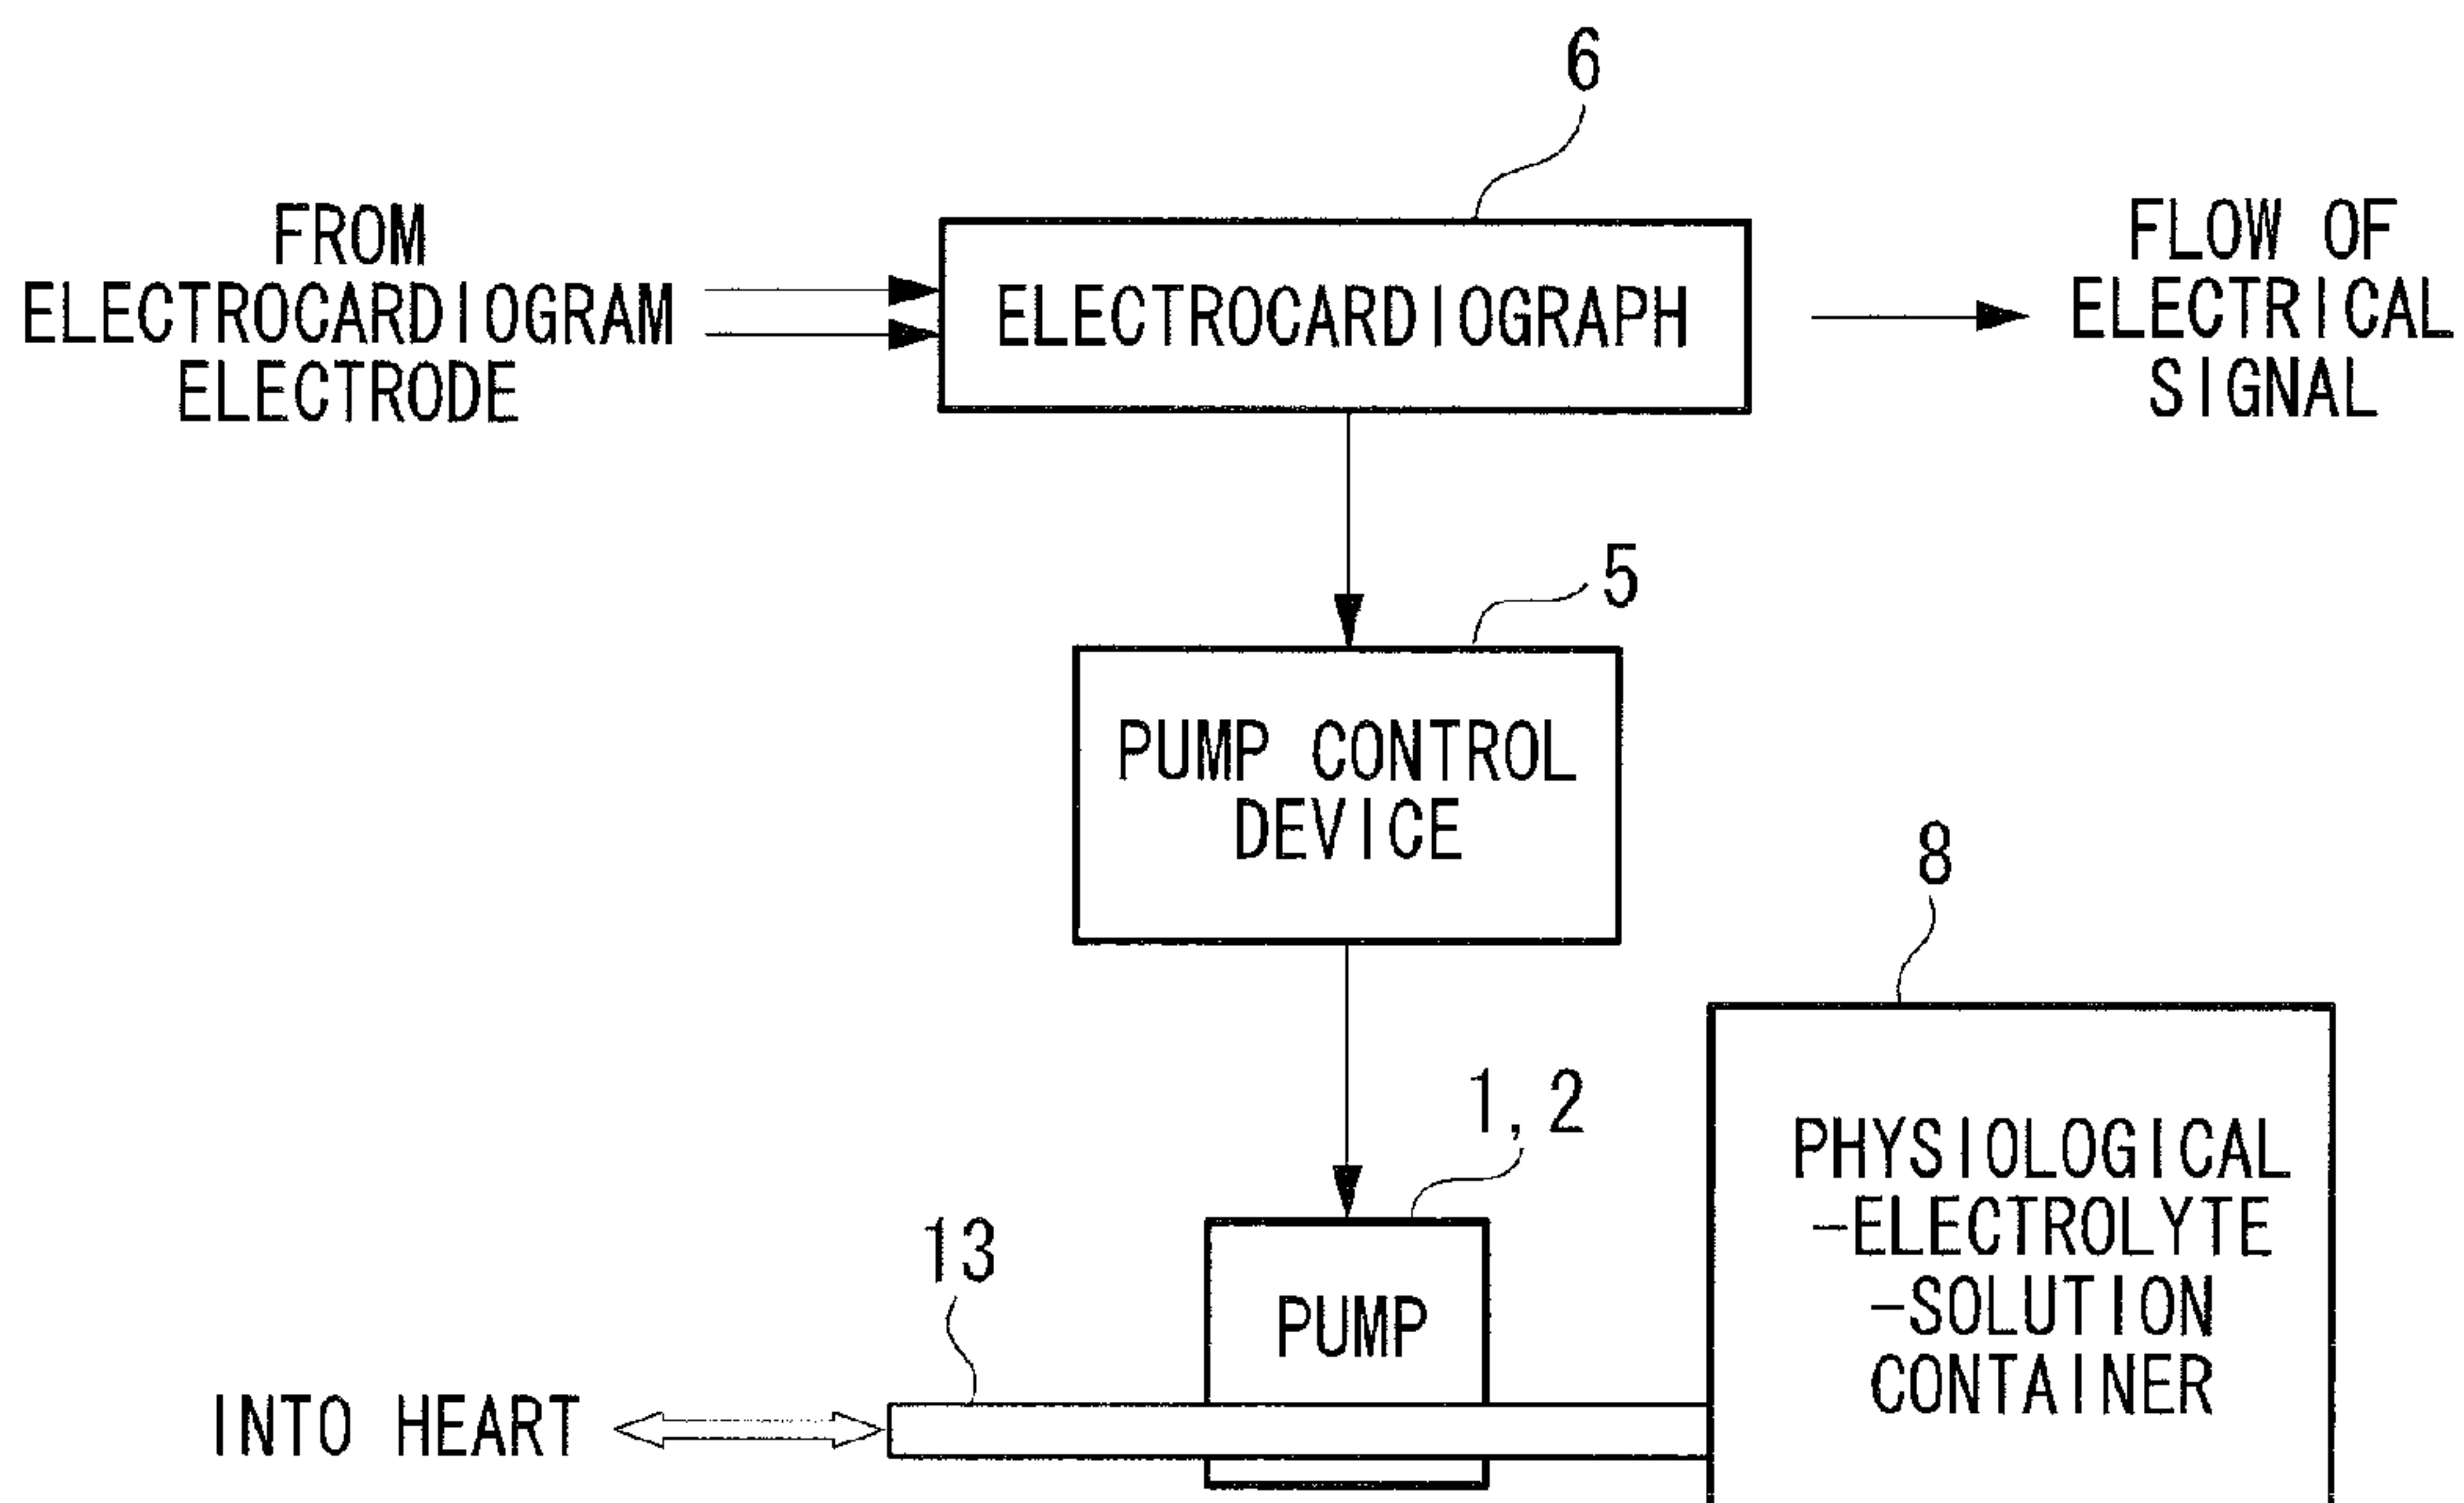 6
FROM
ELECTROCARDIOGRAM
ELECTRODE
ELECTROCARDIOGRAPH
FLOW OF
ELECTRICAL
SIGNAL
5
PUMP CONTROL
DEVICE
8
1, 2
13
PUMP
PHYSIOLOGICAL
-ELECTROLYTE
-SOLUTION
CONTAINER
INTO HEART